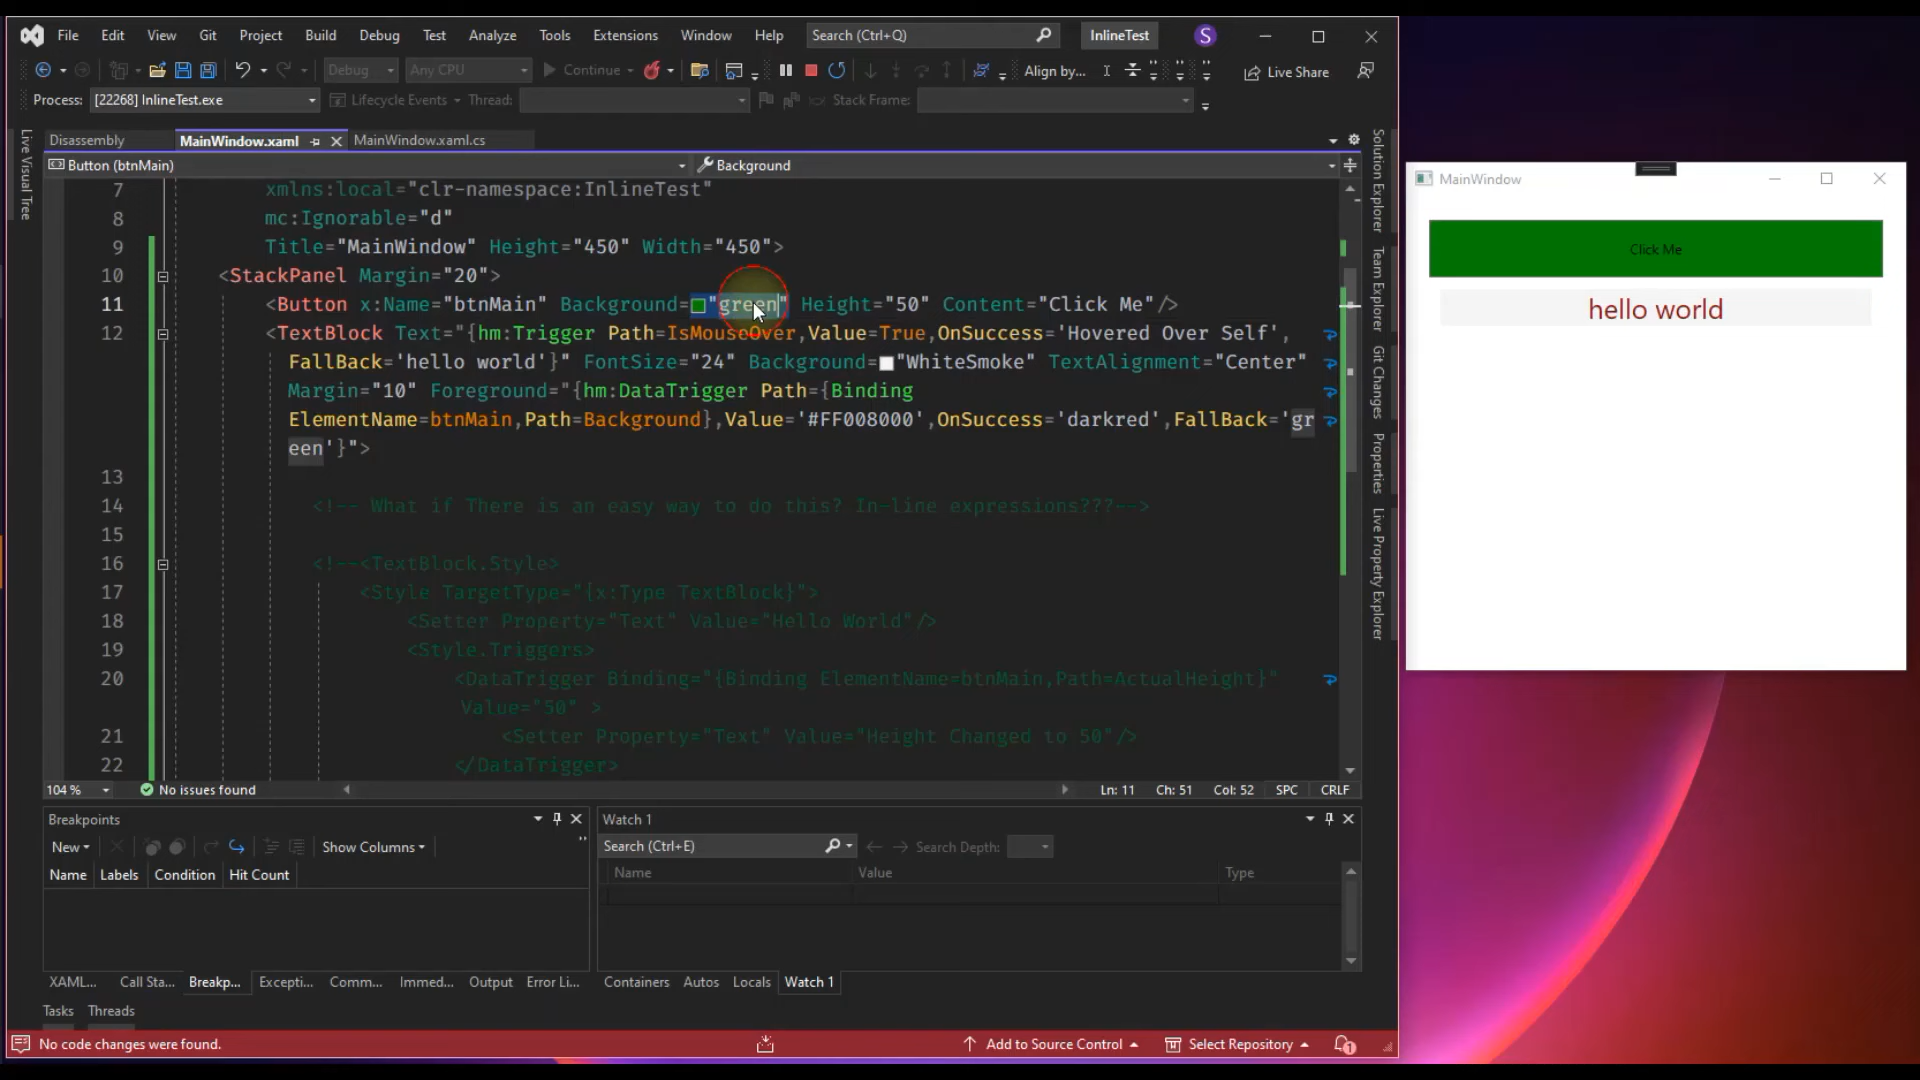 File Edit View Git Project Build Debug Test Analyze Tools Extensions Window Help Search (Ctrl+Q) InlineTest S
Debug Any CPU Continue Align by... Live Share
Process: [22268] InlineTest.exe Lifecycle Events Thread: Stack Frame:
Disassembly MainWindow.xaml MainWindow.xaml.cs
Button (btnMain) Background
7 xmlns:local="clr-namespace:InlineTest"
8 mc:Ignorable="d"
9 Title="MainWindow" Height="450" Width="450">
10 <StackPanel Margin="20">
11 <Button x:Name="btnMain" Background="green" Height="50" Content="Click Me"/>
12 <TextBlock Text="{hm:Trigger Path=IsMouseOver,Value=True,OnSuccess='Hovered Over Self',
FallBack='hello world'}" FontSize="24" Background="WhiteSmoke" TextAlignment="Center"
Margin="10" Foreground="{hm:DataTrigger Path={Binding
ElementName=btnMain,Path=Background},Value='#FF008000',OnSuccess='darkred',FallBack='gr
een'}">
13
14 <!-- What if There is an easy way to do this? In-line expressions???-->
15
16 <!--<TextBlock.Style>
17 <Style TargetType="{x:Type TextBlock}">
18 <Setter Property="Text" Value="Hello World"/>
19 <Style.Triggers>
20 <DataTrigger Binding="{Binding ElementName=btnMain,Path=ActualHeight}"
Value="50" >
21 <Setter Property="Text" Value="Height Changed to 50"/>
22 </DataTrigger>
104 % No issues found Ln: 11 Ch: 51 Col: 52 SPC CRLF
Breakpoints
New Show Columns
Name Labels Condition Hit Count
Watch 1
Search (Ctrl+E) Search Depth:
Name Value Type
XAML... Call Sta... Breakp... Excepti... Comm... Immed... Output Error Li... Containers Autos Locals Watch 1
Tasks Threads
No code changes were found. Add to Source Control Select Repository 1
Live Visual Tree
Solution Explorer
Team Explorer
Git Changes
Properties
Live Property Explorer
MainWindow
Click Me
hello world